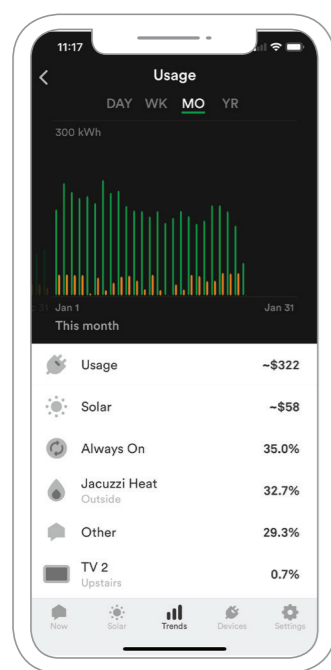 11:17
Usage
DAY WK MO YR
300 kWh
Jan 1 Jan 31
This month
Usage ~$322
Solar ~$58
Always On 35.0%
Jacuzzi Heat 32.7%
Outside
Other 29.3%
TV 2 0.7%
Upstairs
Now Solar Trends Devices Settings